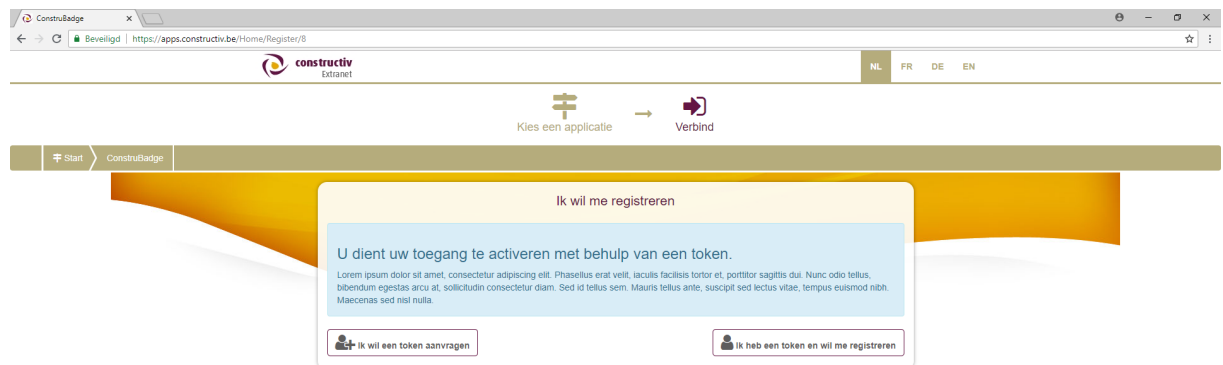 ConstruBadge
Beveiligd | https://apps.constructiv.be/Home/Register/8
constructiv
Extranet
NL FR DE EN
Kies een applicatie → Verbind
Start ConstruBadge
Ik wil me registreren
U dient uw toegang te activeren met behulp van een token.
Lorem ipsum dolor sit amet, consectetur adipiscing elit. Phasellus erat velit, iaculis facilisis tortor et, porttitor sagittis dui. Nunc odio tellus,
bibendum egestas arcu at, sollicitudin consectetur diam. Sed id tellus sem. Mauris tellus ante, suscipit sed lectus vitae, tempus euismod nibh.
Maecenas sed nisl nulla.
Ik wil een token aanvragen
Ik heb een token en wil me registreren